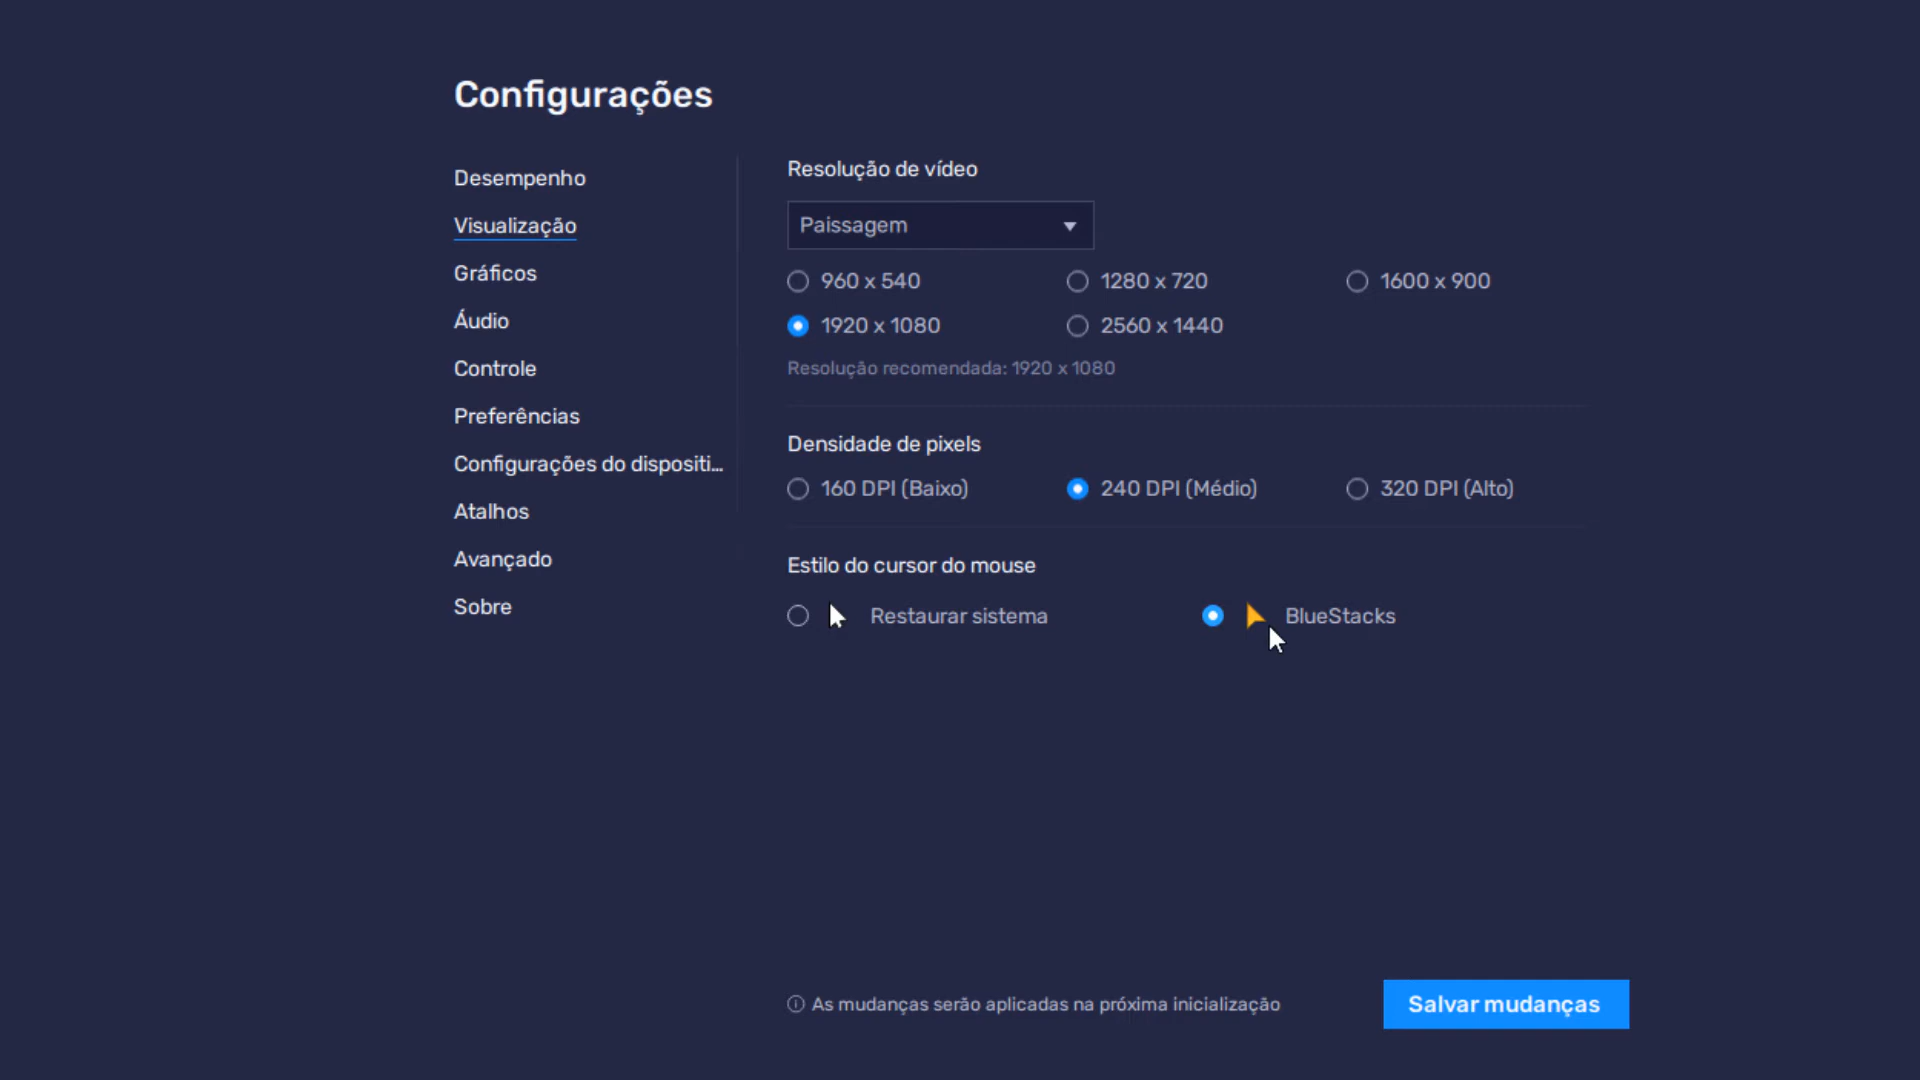 Configurações
Desempenho
Visualização
Gráficos
Áudio
Controle
Preferências
Configurações do dispositi...
Atalhos
Avançado
Sobre
Resolução de vídeo
Paissagem
960 x 540
1280 x 720
1600 x 900
1920 x 1080
2560 x 1440
Resolução recomendada: 1920 x 1080
Densidade de pixels
160 DPI (Baixo)
240 DPI (Médio)
320 DPI (Alto)
Estilo do cursor do mouse
Restaurar sistema
BlueStacks
As mudanças serão aplicadas na próxima inicialização
Salvar mudanças